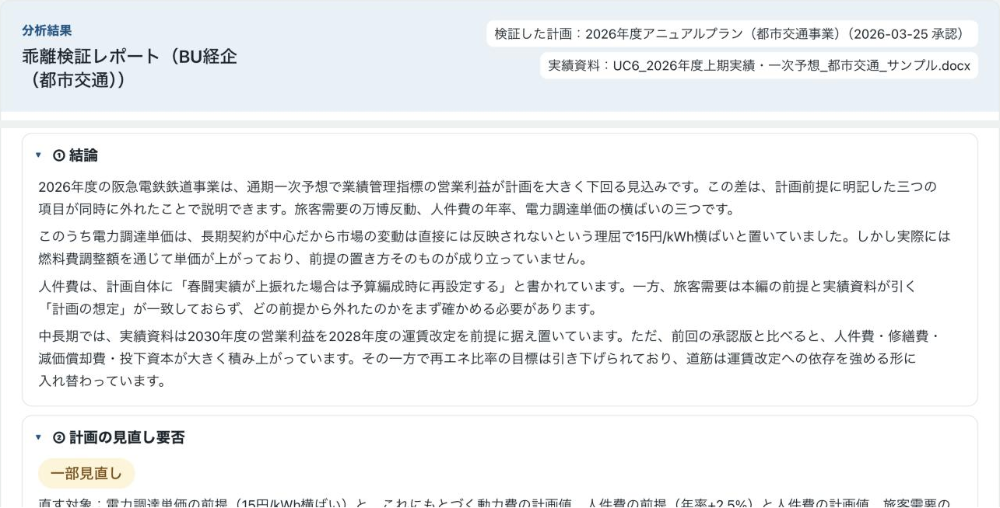 分析結果
乖離検証レポート（BU経企
（都市交通））
検証した計画：2026年度アニュアルプラン（都市交通事業）（2026-03-25 承認）
実績資料：UC6_2026年度上期実績・一次予想_都市交通_サンプル.docx
▼ ① 結論
2026年度の阪急電鉄鉄道事業は、通期一次予想で業績管理指標の営業利益が計画を大きく下回る見込みです。この差は、計画前提に明記した三つの
項目が同時に外れたことで説明できます。旅客需要の万博反動、人件費の年率、電力調達単価の横ばいの三つです。
このうち電力調達単価は、長期契約が中心だから市場の変動は直接には反映されないという理屈で15円/kWh横ばいと置いていました。しかし実際には
燃料費調整額を通じて単価が上がっており、前提の置き方そのものが成り立っていません。
人件費は、計画自体に「春闘実績が上振れた場合は予算編成時に再設定する」と書かれています。一方、旅客需要は本編の前提と実績資料が引く
「計画の想定」が一致しておらず、どの前提から外れたのかをまず確かめる必要があります。
中長期では、実績資料は2030年度の営業利益を2028年度の運賃改定を前提に据え置いています。ただ、前回の承認版と比べると、人件費・修繕費・
減価償却費・投下資本が大きく積み上がっています。その一方で再エネ比率の目標は引き下げられており、道筋は運賃改定への依存を強める形に
入れ替わっています。
▼ ② 計画の見直し要否
一部見直し
直す対象：電力調達単価の前提（15円/kWh横ばい）と、これにもとづく動力費の計画値、人件費の前提（年率+2.5%）と人件費の計画値、旅客需要の